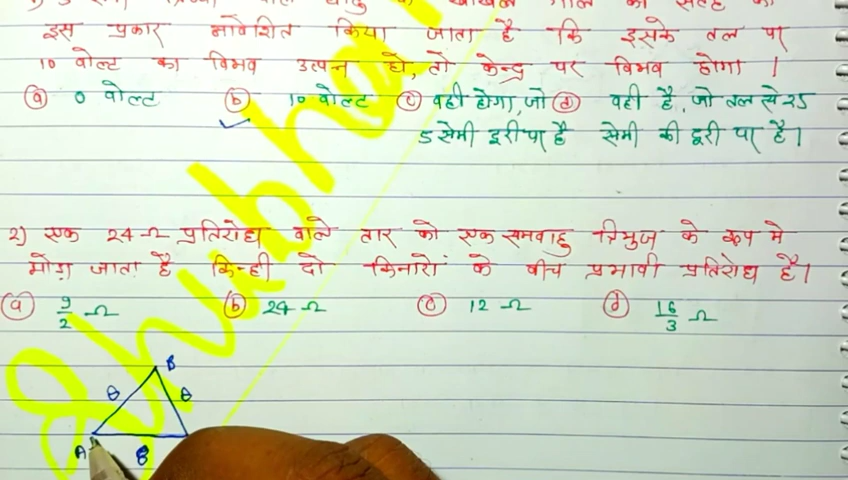 इस प्रकार आवेशित किया जाता है कि इसके तल पर
10 वोल्ट का विभव उत्पन्न हो, तो केन्द्र पर विभव होगा ।
(a) 0 वोल्ट (b) 10 वोल्ट (c) वही होगा, जो (d) वही है, जो तल से 25
5 सेमी दूरी पर है सेमी की दूरी पर है।
2) एक 24 Ω प्रतिरोध वाले तार को एक समबाहु त्रिभुज के रूप मे
मोड़ा जाता है किन्ही दो किनारों के बीच प्रभावी प्रतिरोध है।
(a) 9/2 Ω (b) 24 Ω (c) 12 Ω (d) 16/3 Ω
B
8 8
A 8
Shubham